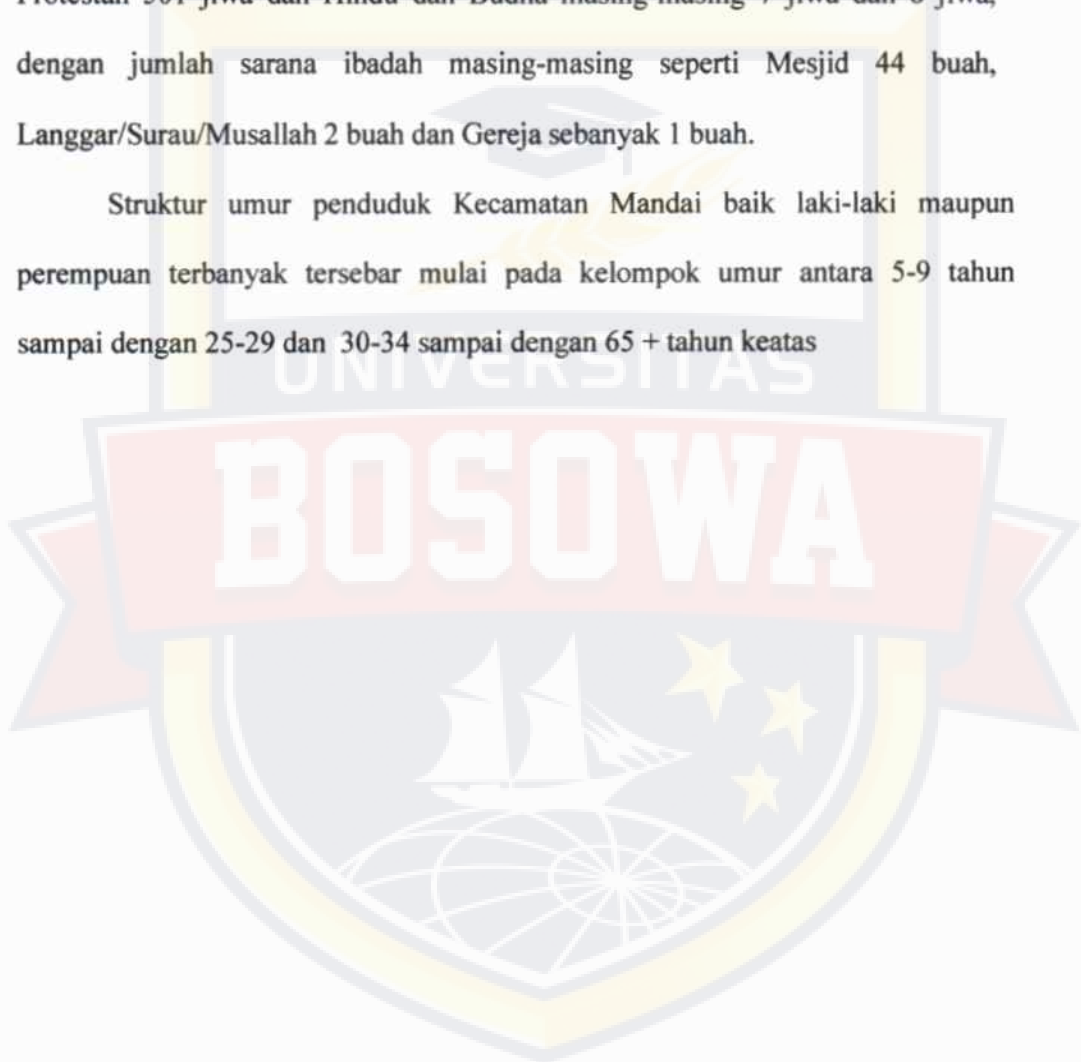 dengan jumlah sarana ibadah masing-masing seperti Mesjid 44 buah,
Langgar/Surau/Musallah 2 buah dan Gereja sebanyak 1 buah.
Struktur umur penduduk Kecamatan Mandai baik laki-laki maupun
perempuan terbanyak tersebar mulai pada kelompok umur antara 5-9 tahun
sampai dengan 25-29 dan 30-34 sampai dengan 65 + tahun keatas
UNIVERSITAS
BOSOWA